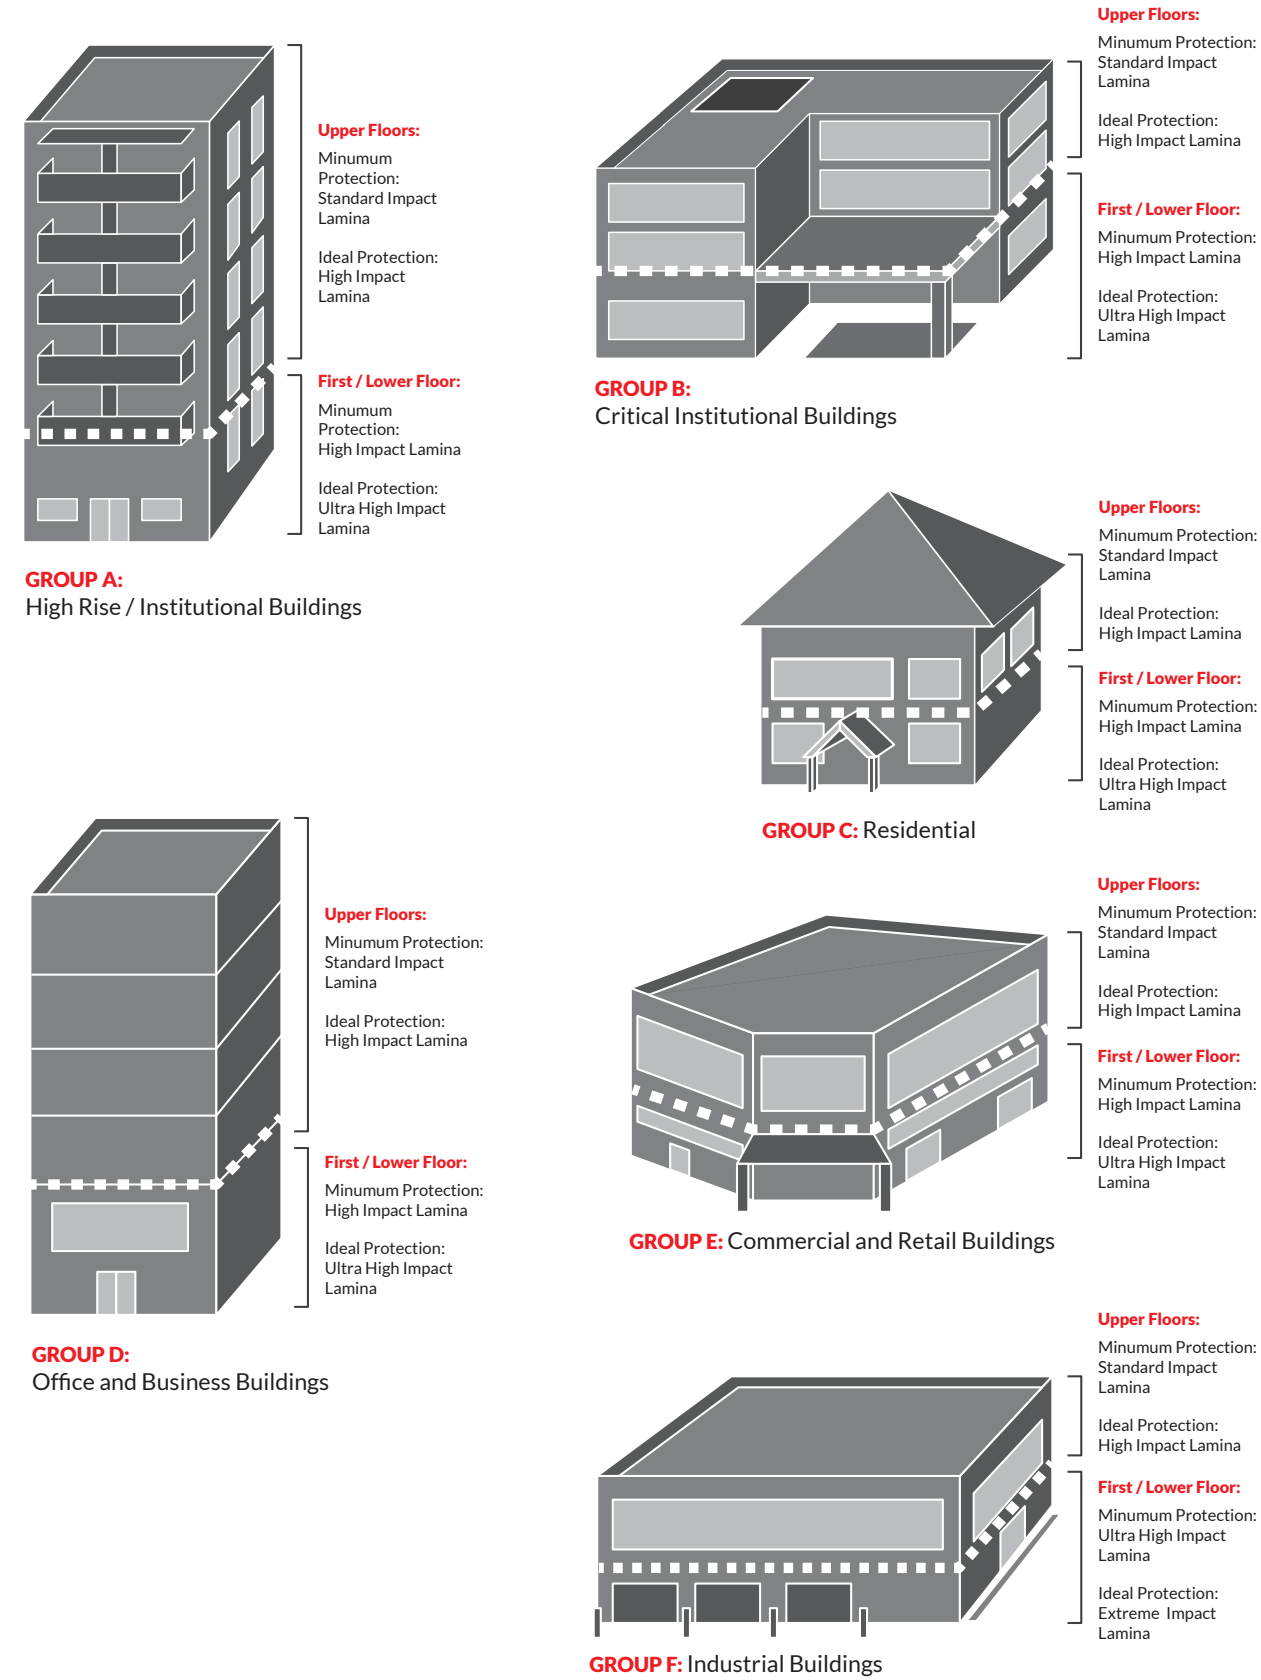 Upper Floors:
Minumum
Protection:
Standard Impact
Lamina
Ideal Protection:
High Impact
Lamina
First / Lower Floor:
Minumum
Protection:
High Impact Lamina
Ideal Protection:
Ultra High Impact
Lamina
GROUP A:
High Rise / Institutional Buildings
Upper Floors:
Minumum Protection:
Standard Impact
Lamina
Ideal Protection:
High Impact Lamina
First / Lower Floor:
Minumum Protection:
High Impact Lamina
Ideal Protection:
Ultra High Impact
Lamina
GROUP B:
Critical Institutional Buildings
Upper Floors:
Minumum Protection:
Standard Impact
Lamina
Ideal Protection:
High Impact Lamina
First / Lower Floor:
Minumum Protection:
High Impact Lamina
Ideal Protection:
Ultra High Impact
Lamina
GROUP C: Residential
Upper Floors:
Minumum Protection:
Standard Impact
Lamina
Ideal Protection:
High Impact Lamina
First / Lower Floor:
Minumum Protection:
High Impact Lamina
Ideal Protection:
Ultra High Impact
Lamina
GROUP D:
Office and Business Buildings
Upper Floors:
Minumum Protection:
Standard Impact
Lamina
Ideal Protection:
High Impact Lamina
First / Lower Floor:
Minumum Protection:
High Impact Lamina
Ideal Protection:
Ultra High Impact
Lamina
GROUP E: Commercial and Retail Buildings
Upper Floors:
Minumum Protection:
Standard Impact
Lamina
Ideal Protection:
High Impact Lamina
First / Lower Floor:
Minumum Protection:
Ultra High Impact
Lamina
Ideal Protection:
Extreme Impact
Lamina
GROUP F: Industrial Buildings